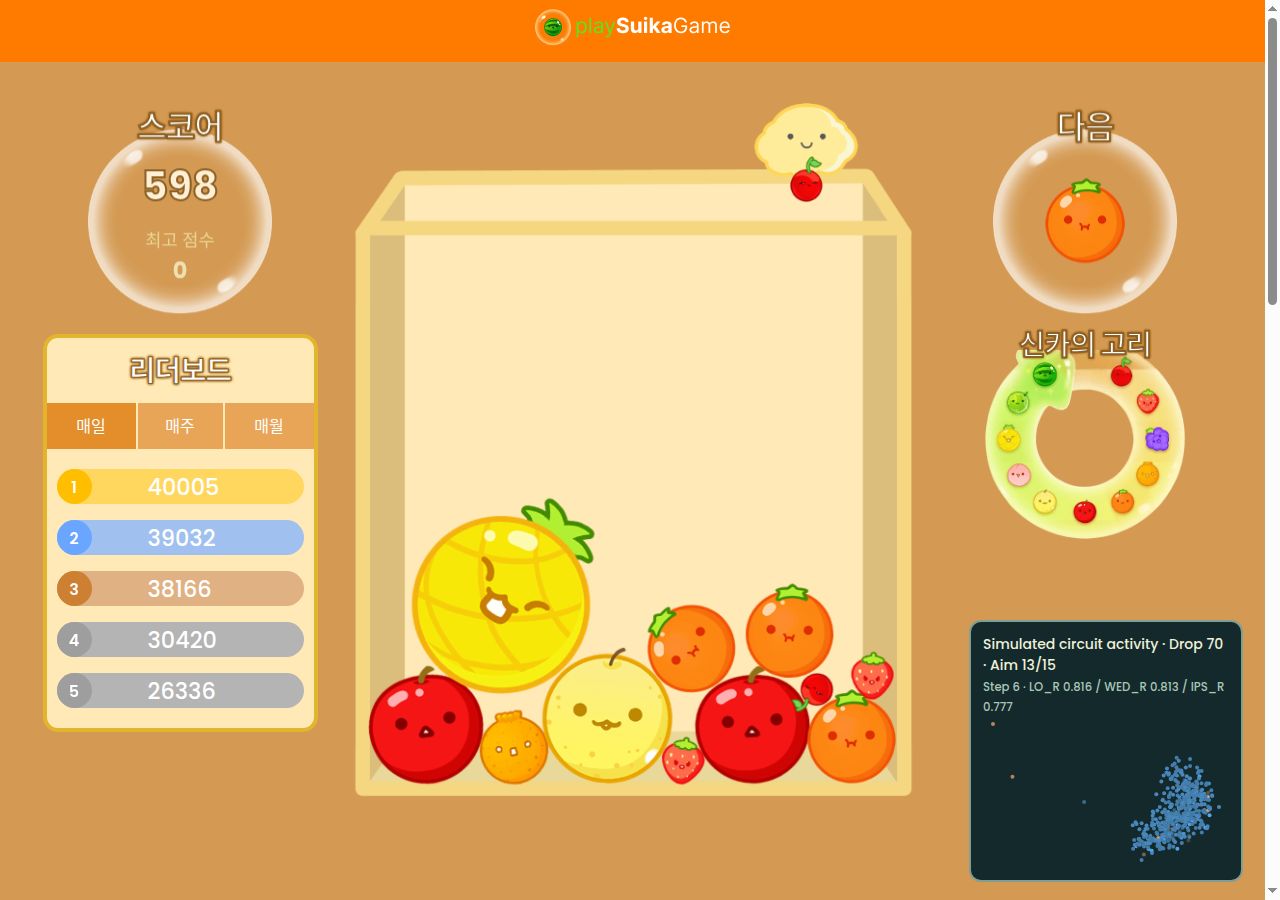 playSuikaGame
스코어
598
최고 점수
0
다음
리더보드
매일 매주 매월
1 40005
2 39032
3 38166
4 30420
5 26336
신카의 고리
Simulated circuit activity · Drop 70
· Aim 13/15
Step 6 · LO_R 0.816 / WED_R 0.813 / IPS_R
0.777